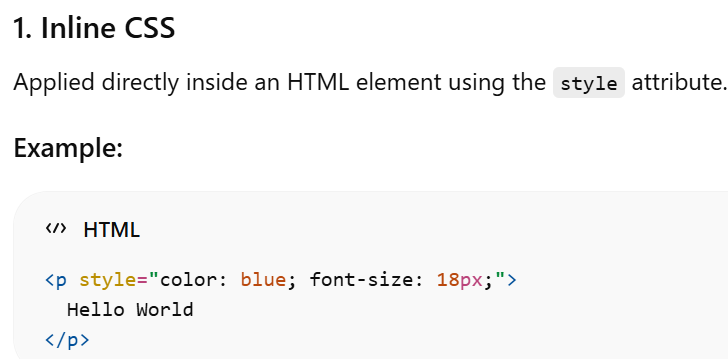 1. Inline CSS
Applied directly inside an HTML element using the style attribute.
Example:
</> HTML
<p style="color: blue; font-size: 18px;">
Hello World
</p>